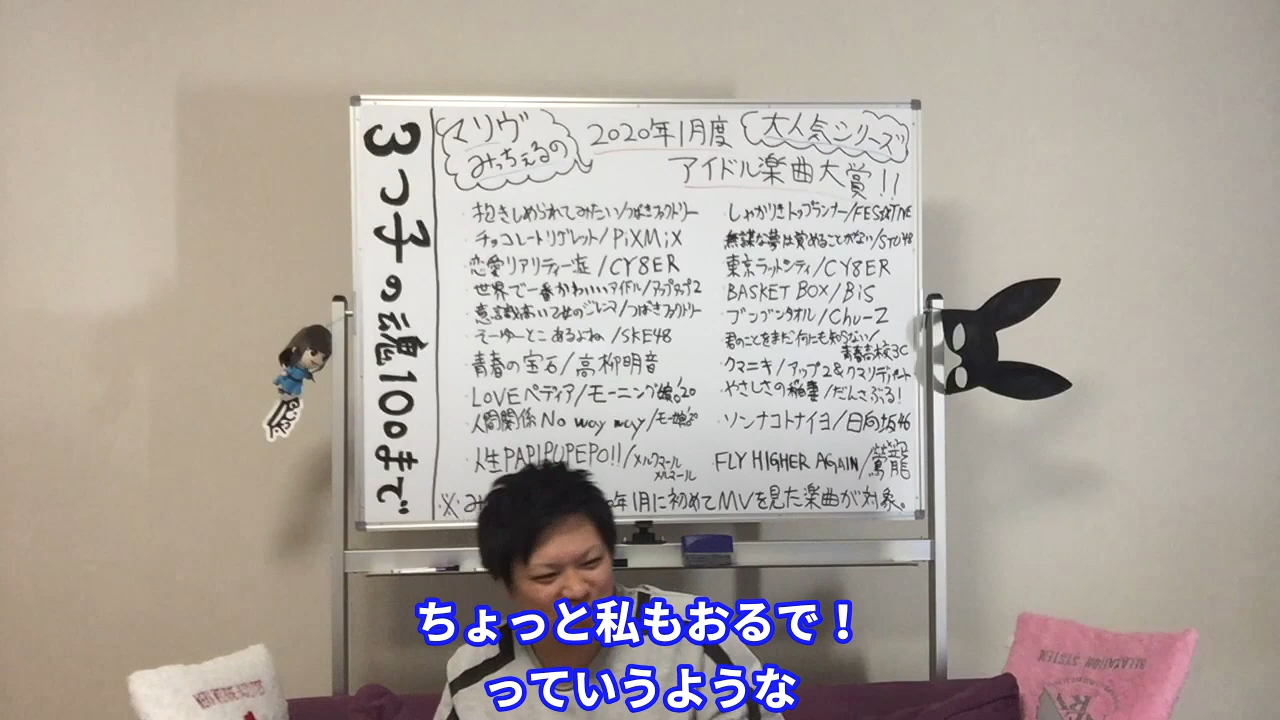 3つ子の魂100まで
マリヴ
みっちぇるの
2020年1月度
大人気シリーズ
アイドル楽曲大賞!!
・抱きしめられてみたい/つばきファクトリー
・チョコレートリグレット/PiXMiX
・恋愛リアリティー症/CY8ER
・世界で一番かわいいアイドル/アップアップ2
・意識高い乙女のジレンマ/つばきファクトリー
・そーゆーとこあるよね/SKE48
・青春の宝石/高柳明音
・LOVEペディア/モーニング娘。'20
・人間関係No way way/モー娘'20
・人生PAPIPUPEPO!!/メルクマールメルマール
・しゃかりきトップランナー/FES☆TIVE
・無謀な夢は覚めることがない/STU48
・東京ラットシティ/CY8ER
・BASKET BOX/BiS
・ブンブンタオル/Chu-Z
・君のことをまだ何にも知らない/
青春高校3C
・クマニキ/アップ2&クマリデパート
・やさしさの稲妻/だんさぶる!
・ソンナコトナイヨ/日向坂46
・FLY HIGHER AGAIN/鶯籠
※み 年1月に初めてMVを見た楽曲が対象。
RELAXATION SYSTEM
ちょっと私もおるで!
っていうような